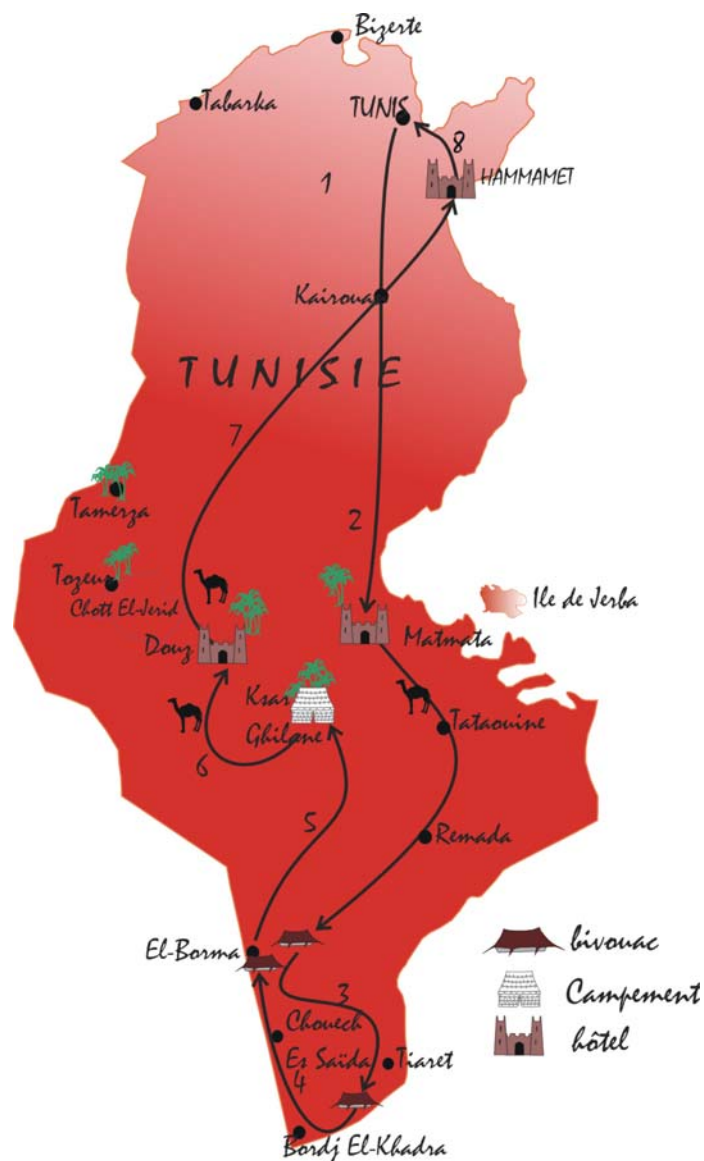 Bizerte
Tabarka
TUNIS
8
HAMMAMET
1
Kairoua
TUNISIE
7
2
Tamerza
Tozeur
Chott El-Jerid
Ile de Jerba
Douz
Matmata
Ksar
Ghilane
Tataouine
6
5
Remada
El-Borma
bivouac
3
Campement
Chouech
Es Saïda
Tiaret
hôtel
4
Bordj El-Khadra